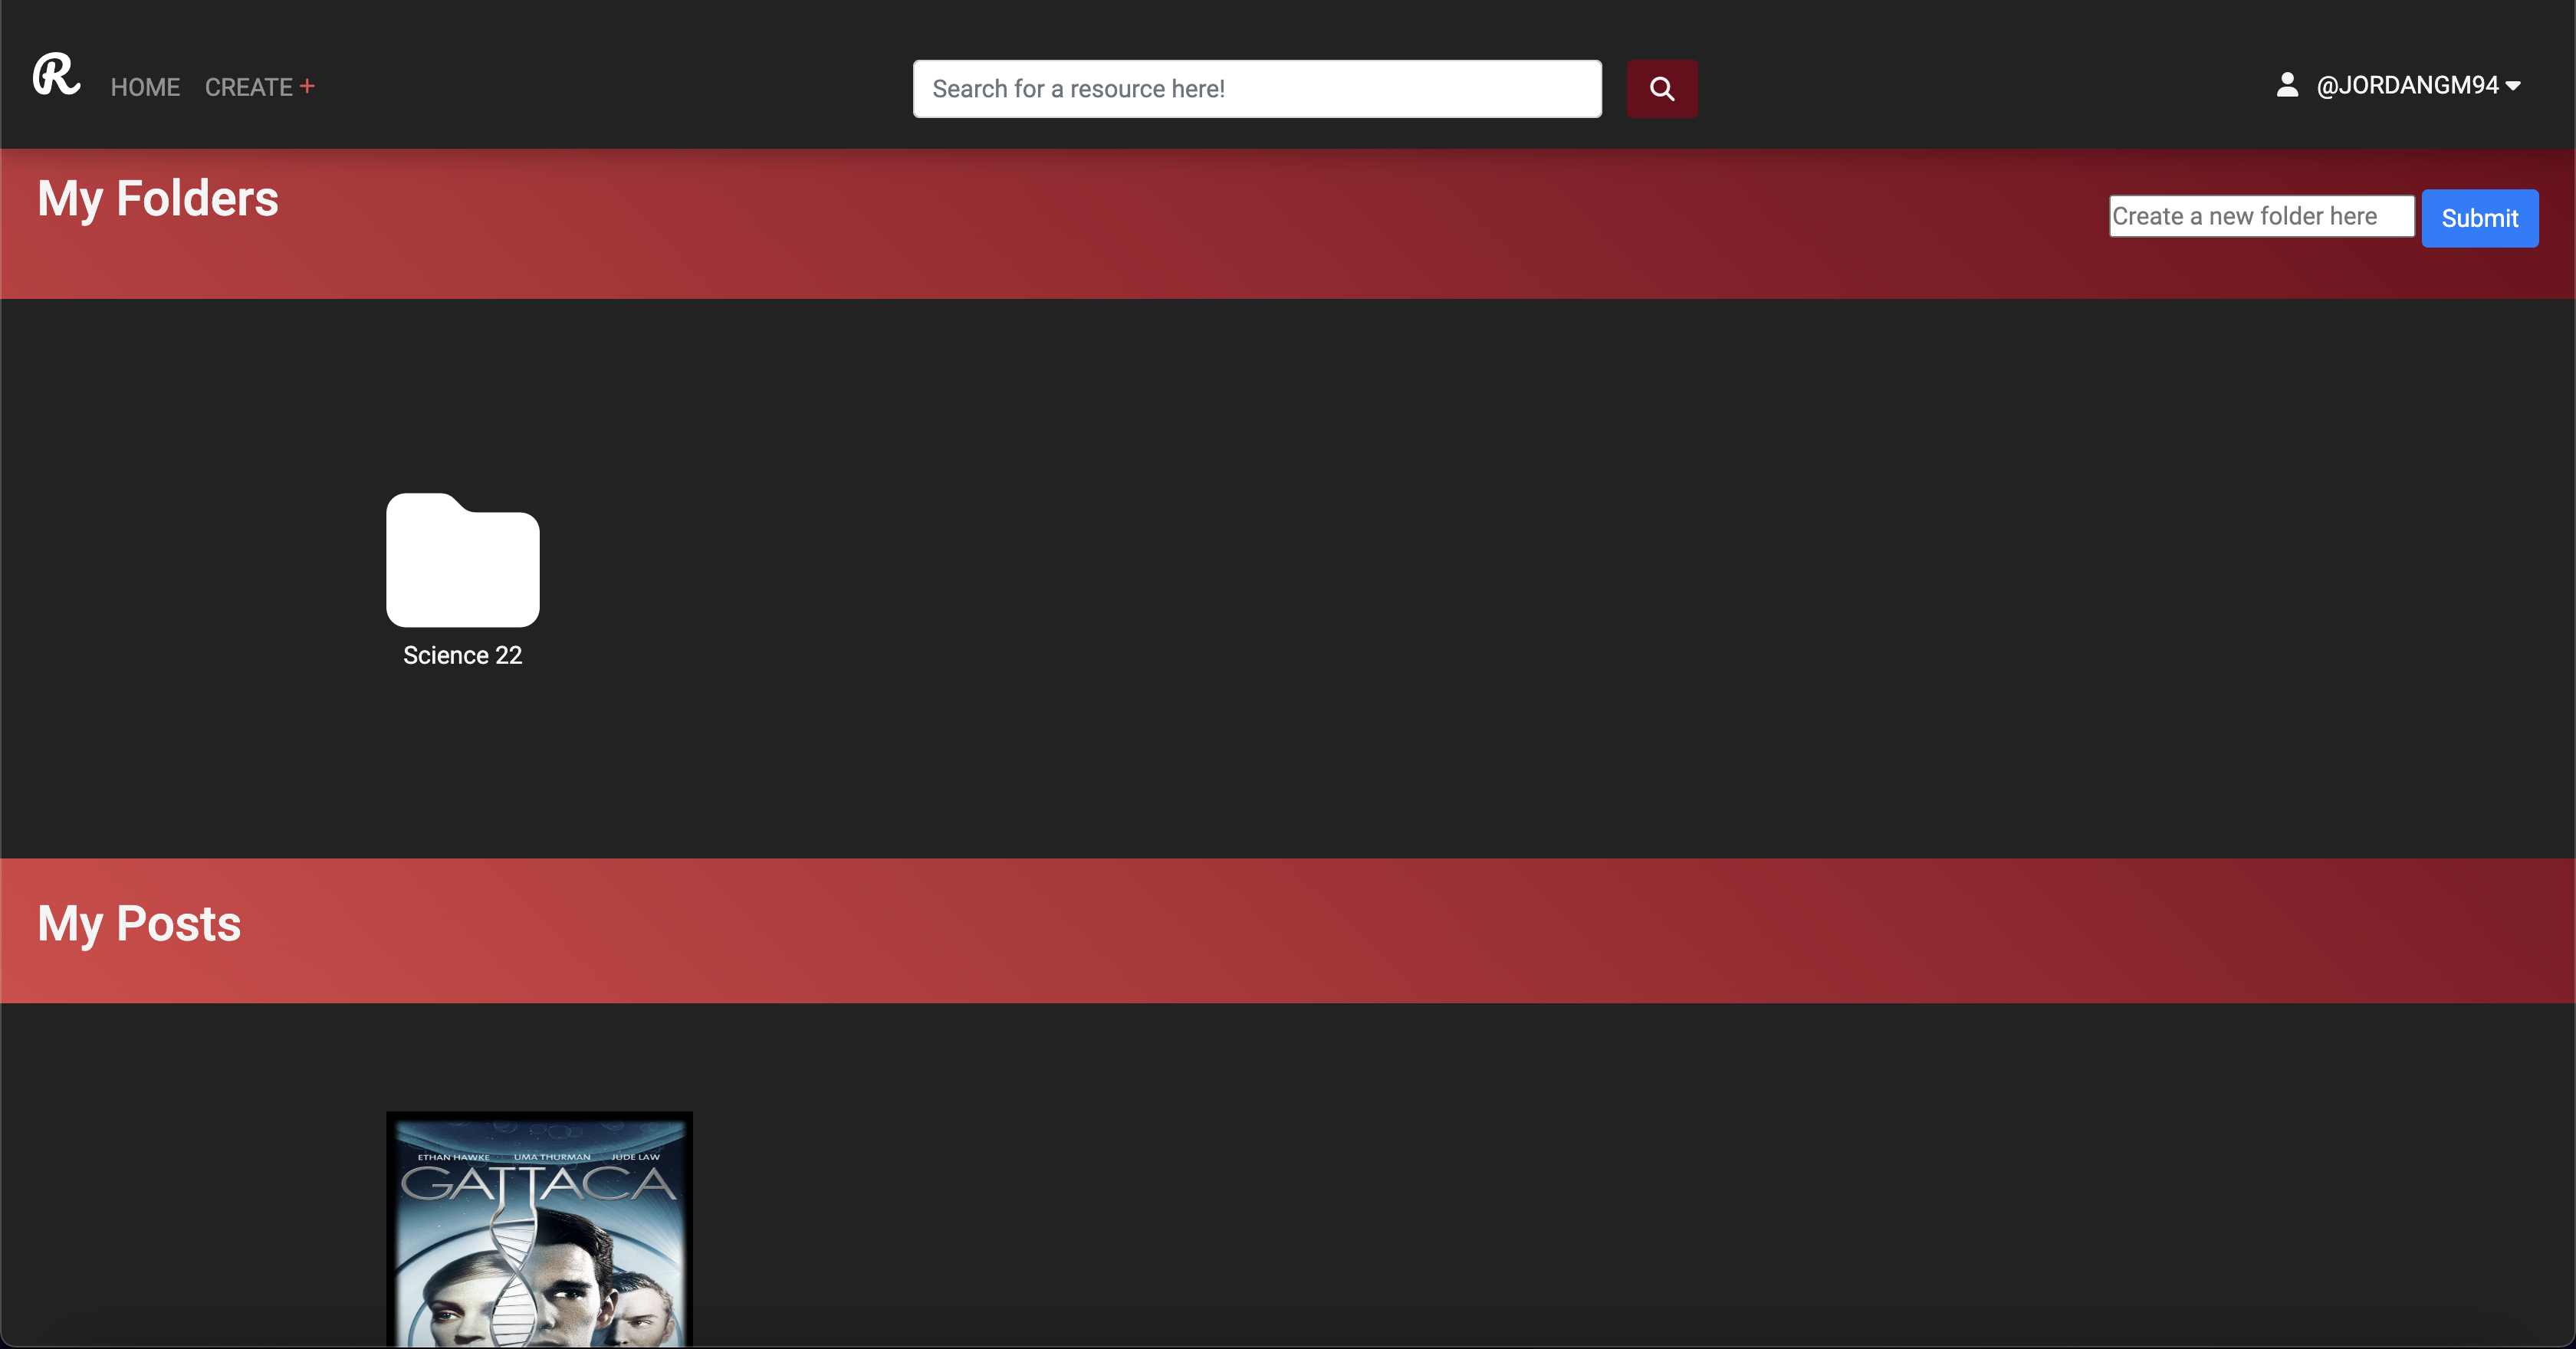 R
HOME CREATE +
Search for a resource here!
@JORDANGM94
My Folders
Create a new folder here
Submit
Science 22
My Posts
ETHAN HAWKE UMA THURMAN JUDE LAW
GATTACA